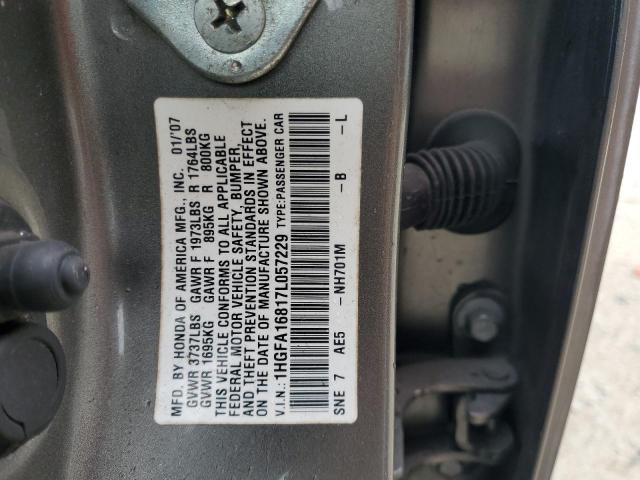 MFD. BY HONDA OF AMERICA MFG., INC. 01/'07
GVWR 3737LBS GAWR F 1973LBS R 1764LBS
GVWR 1695KG GAWR F 895KG R 800KG
THIS VEHICLE CONFORMS TO ALL APPLICABLE
FEDERAL MOTOR VEHICLE SAFETY, BUMPER,
AND THEFT PREVENTION STANDARDS IN EFFECT
ON THE DATE OF MANUFACTURE SHOWN ABOVE.
V.I.N.: 1HGFA16817L057229 TYPE:PASSENGER CAR
SNE 7 AE5 -NH701M -B -L